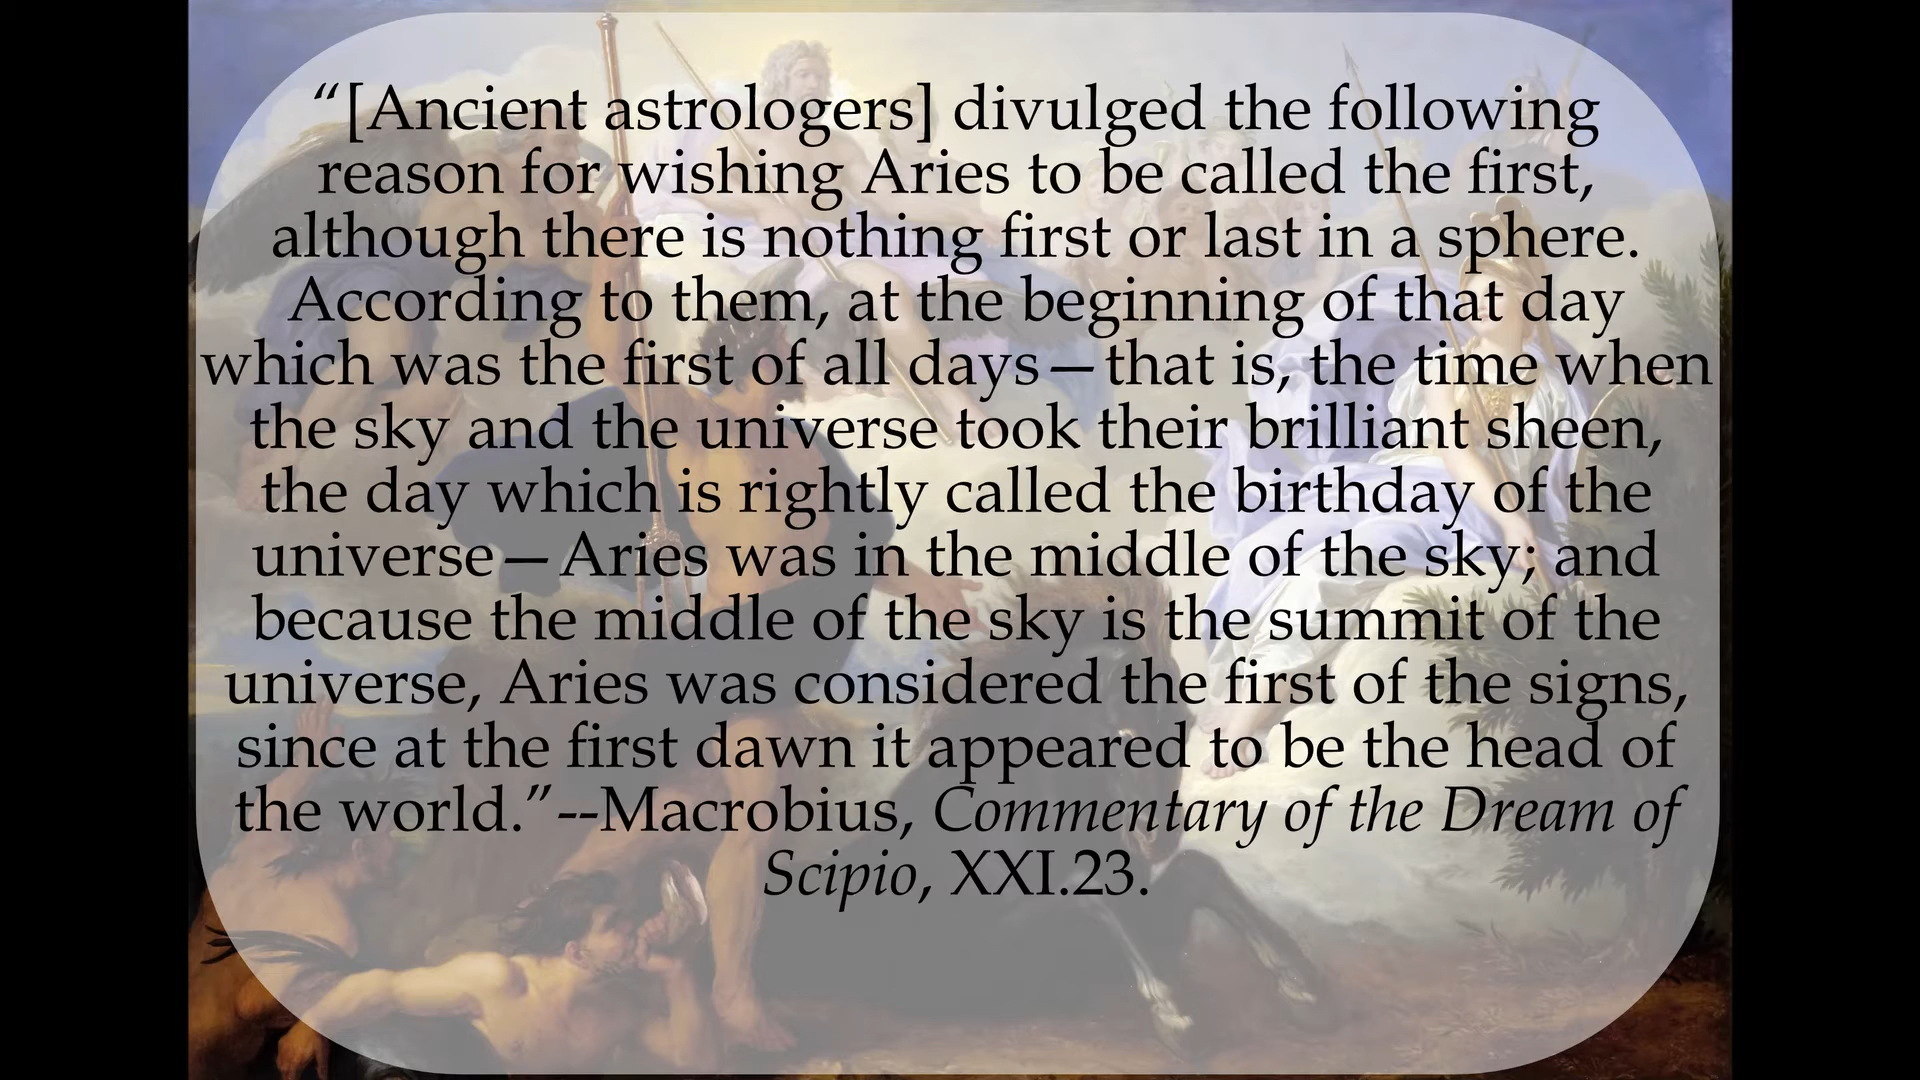 “[Ancient astrologers] divulged the following
reason for wishing Aries to be called the first,
although there is nothing first or last in a sphere.
According to them, at the beginning of that day
which was the first of all days—that is, the time when
the sky and the universe took their brilliant sheen,
the day which is rightly called the birthday of the
universe—Aries was in the middle of the sky; and
because the middle of the sky is the summit of the
universe, Aries was considered the first of the signs,
since at the first dawn it appeared to be the head of
the world.”--Macrobius, Commentary of the Dream of
Scipio, XXI.23.